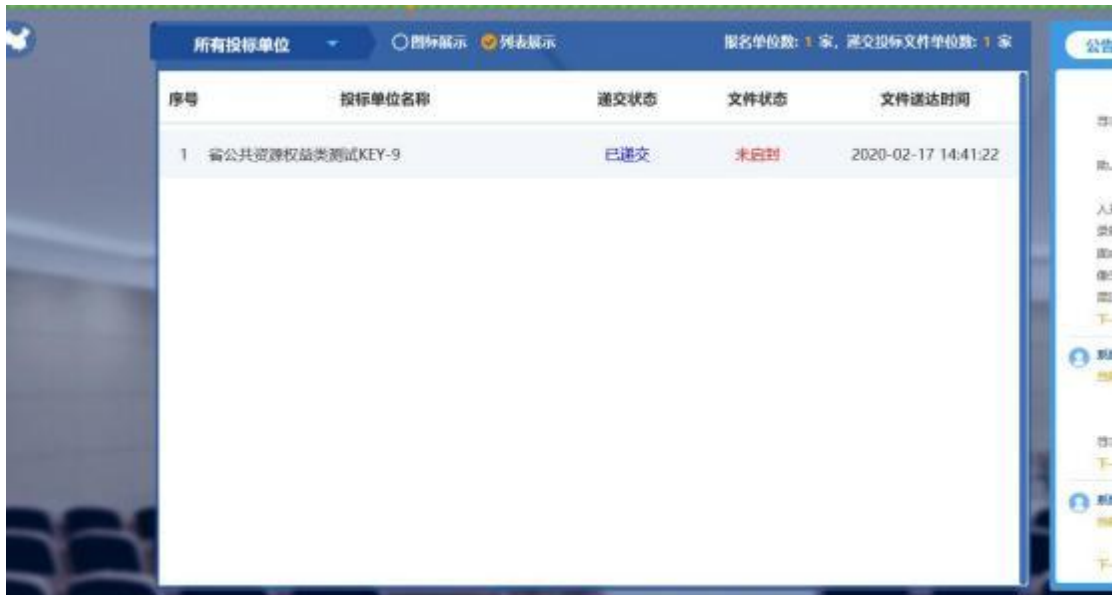 所有投标单位 图标展示 列表展示 报名单位数: 1 家, 递交投标文件单位数: 1 家
序号 投标单位名称 递交状态 文件状态 文件送达时间
1 省公共资源权益类测试KEY-9 已递交 未启封 2020-02-17 14:41:22
公告